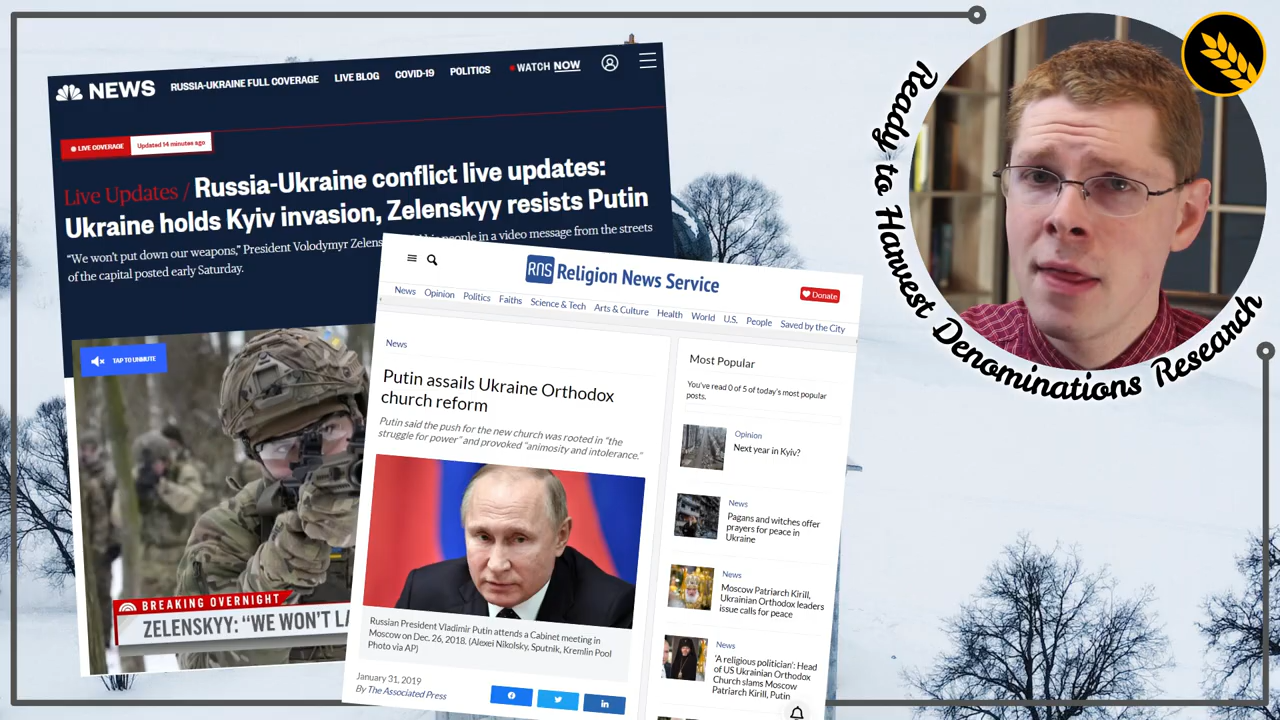 NEWS
RUSSIA-UKRAINE FULL COVERAGE
LIVE BLOG
COVID-19
POLITICS
WATCH NOW
LIVE COVERAGE
Updated 14 minutes ago
Live Updates / Russia-Ukraine conflict live updates:
Ukraine holds Kyiv invasion, Zelenskyy resists Putin
"We won't put down our weapons," President Volodymyr Zelens people in a video message from the streets
of the capital posted early Saturday.
TAP TO UNMUTE
BREAKING OVERNIGHT
ZELENSKYY: "WE WON'T LA
RNS Religion News Service
Donate
News
Opinion
Politics
Faiths
Science & Tech
Arts & Culture
Health
World
U.S.
People
Saved by the City
News
Putin assails Ukraine Orthodox
church reform
Putin said the push for the new church was rooted in "the
struggle for power" and provoked "animosity and intolerance."
Russian President Vladimir Putin attends a Cabinet meeting in
Moscow on Dec. 26, 2018. (Alexei Nikolsky, Sputnik, Kremlin Pool
Photo via AP)
January 31, 2019
By The Associated Press
Most Popular
You've read 0 of 5 of today's most popular
posts.
Opinion
Next year in Kyiv?
News
Pagans and witches offer
prayers for peace in
Ukraine
News
Moscow Patriarch Kirill,
Ukrainian Orthodox leaders
issue calls for peace
News
'A religious politician': Head
of US Ukrainian Orthodox
Church slams Moscow
Patriarch Kirill, Putin
Ready to Harvest Denominations Research